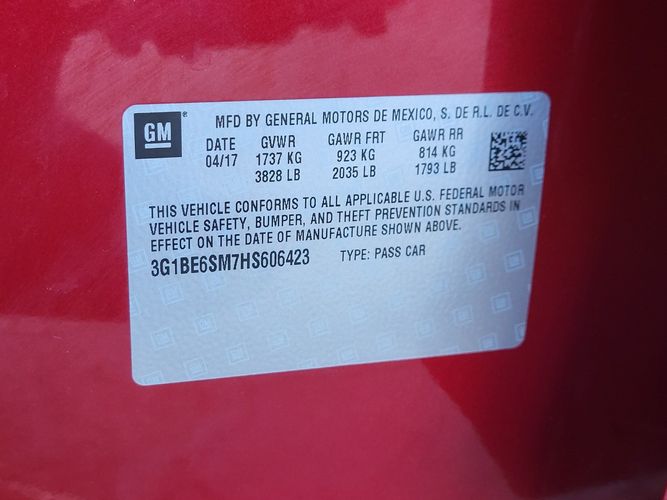 GM
MFD BY GENERAL MOTORS DE MEXICO, S. DE R.L. DE C.V.
DATE GVWR GAWR FRT GAWR RR
04/17 1737 KG 923 KG 814 KG
3828 LB 2035 LB 1793 LB
THIS VEHICLE CONFORMS TO ALL APPLICABLE U.S. FEDERAL MOTOR
VEHICLE SAFETY, BUMPER, AND THEFT PREVENTION STANDARDS IN
EFFECT ON THE DATE OF MANUFACTURE SHOWN ABOVE.
3G1BE6SM7HS606423 TYPE: PASS CAR